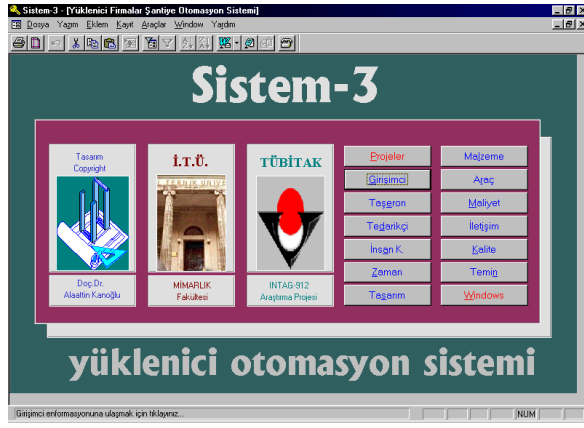 Sistem-3 - [Yüklenici Firmalar Şantiye Otomasyon Sistemi]
Dosya Yazım Eklem Kayıt Araçlar Window Yardım
Sistem-3
Tasarım
Copyright
Doç.Dr.
Alaattin Kanoğlu
İ.T.Ü.
MİMARLIK
Fakültesi
TÜBİTAK
INTAG-912
Araştırma Projesi
Projeler
Malzeme
Girişimci
Araç
Taşeron
Maliyet
Tedarikçi
İletişim
İnsan K.
Kalite
Zaman
Temin
Tasarım
Windows
yüklenici otomasyon sistemi
Girişimci enformasyonuna ulaşmak için tıklayınız...
NUM